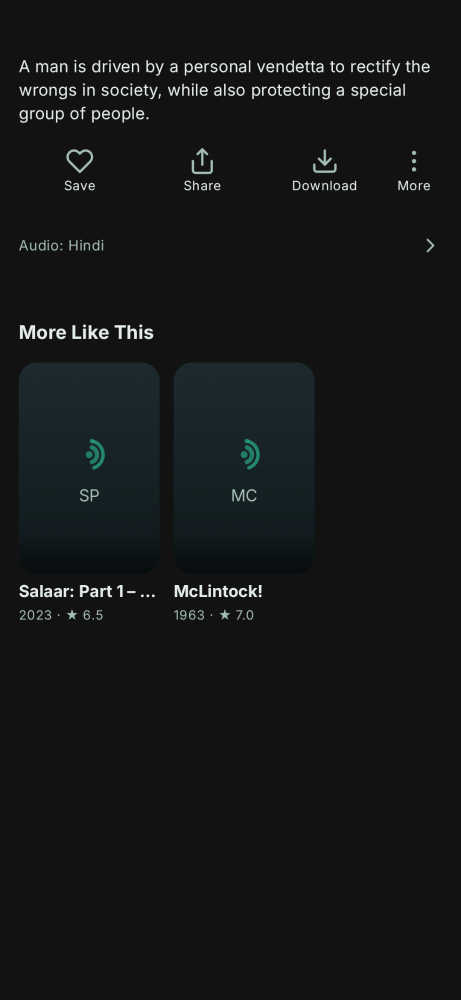 A man is driven by a personal vendetta to rectify the
wrongs in society, while also protecting a special
group of people.
Save
Share
Download
More
Audio: Hindi
More Like This
SP
MC
Salaar: Part 1 – ...
McLintock!
2023 · ★ 6.5
1963 · ★ 7.0